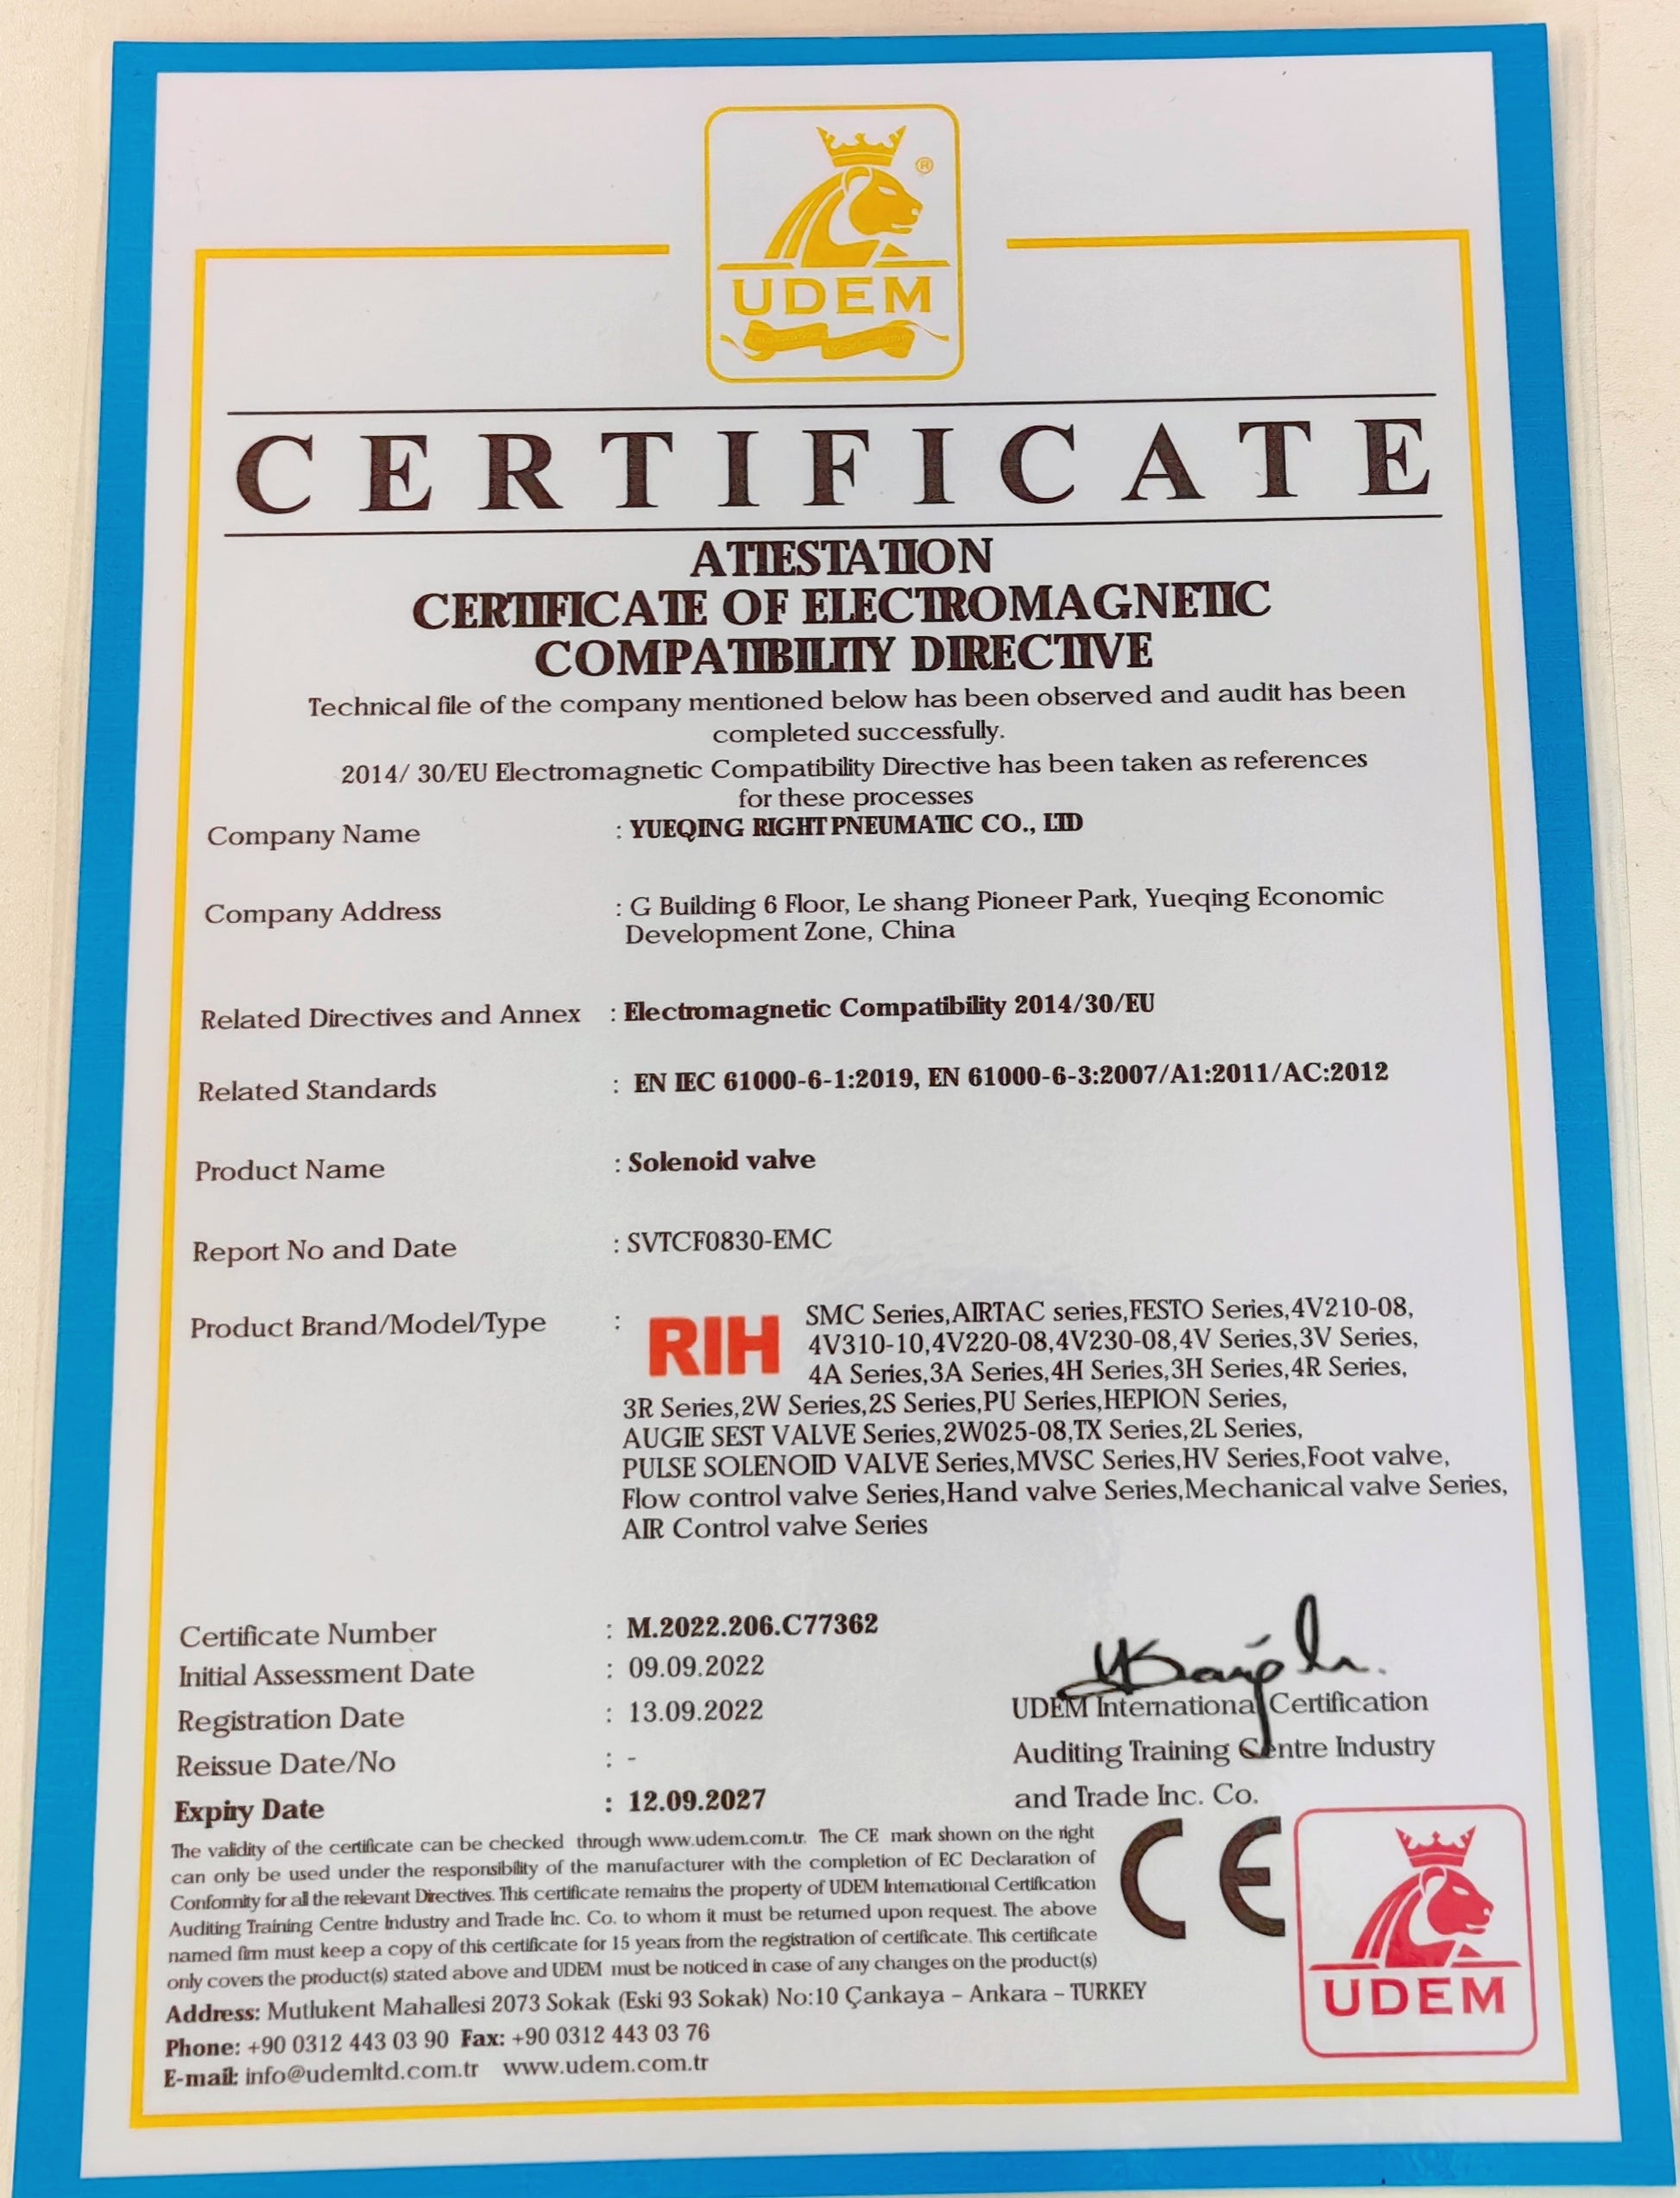 ®
UDEM
CERTIFICATE
ATTESTATION
CERTIFICATE OF ELECTROMAGNETIC
COMPATIBILITY DIRECTIVE
Technical file of the company mentioned below has been observed and audit has been
completed successfully.
2014/ 30/EU Electromagnetic Compatibility Directive has been taken as references
for these processes
Company Name : YUEQING RIGHT PNEUMATIC CO., LTD
Company Address : G Building 6 Floor, Le shang Pioneer Park, Yueqing Economic
Development Zone, China
Related Directives and Annex : Electromagnetic Compatibility 2014/30/EU
Related Standards : EN IEC 61000-6-1:2019, EN 61000-6-3:2007/A1:2011/AC:2012
Product Name : Solenoid valve
Report No and Date : SVTCF0830-EMC
Product Brand/Model/Type : RIH SMC Series,AIRTAC series,FESTO Series,4V210-08,
4V310-10,4V220-08,4V230-08,4V Series,3V Series,
4A Series,3A Series,4H Series,3H Series,4R Series,
3R Series,2W Series,2S Series,PU Series,HEPION Series,
AUGIE SEST VALVE Series,2W025-08,TX Series,2L Series,
PULSE SOLENOID VALVE Series,MVSC Series,HV Series,Foot valve,
Flow control valve Series,Hand valve Series,Mechanical valve Series,
AIR Control valve Series
Certificate Number : M.2022.206.C77362
Initial Assessment Date : 09.09.2022
Registration Date : 13.09.2022
Reissue Date/No : -
Expiry Date : 12.09.2027
UDEM International Certification
Auditing Training Centre Industry
and Trade Inc. Co.
The validity of the certificate can be checked through www.udem.com.tr. The CE mark shown on the right
can only be used under the responsibility of the manufacturer with the completion of EC Declaration of
Conformity for all the relevant Directives. This certificate remains the property of UDEM International Certification
Auditing Training Centre Industry and Trade Inc. Co. to whom it must be returned upon request. The above
named firm must keep a copy of this certificate for 15 years from the registration of certificate. This certificate
only covers the product(s) stated above and UDEM must be noticed in case of any changes on the product(s)
Address: Mutlukent Mahallesi 2073 Sokak (Eski 93 Sokak) No:10 Çankaya – Ankara – TURKEY
Phone: +90 0312 443 03 90 Fax: +90 0312 443 03 76
E-mail: info@udemltd.com.tr www.udem.com.tr
CE
UDEM